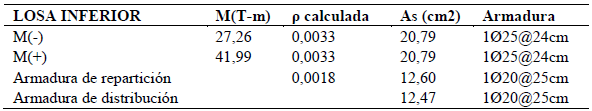 LOSA INFERIOR M(T-m) ρ calculada As (cm2) Armadura
M(-) 27,26 0,0033 20,79 1Ø25@24cm
M(+) 41,99 0,0033 20,79 1Ø25@24cm
Armadura de repartición 0,0018 12,60 1Ø20@25cm
Armadura de distribución 12,47 1Ø20@25cm